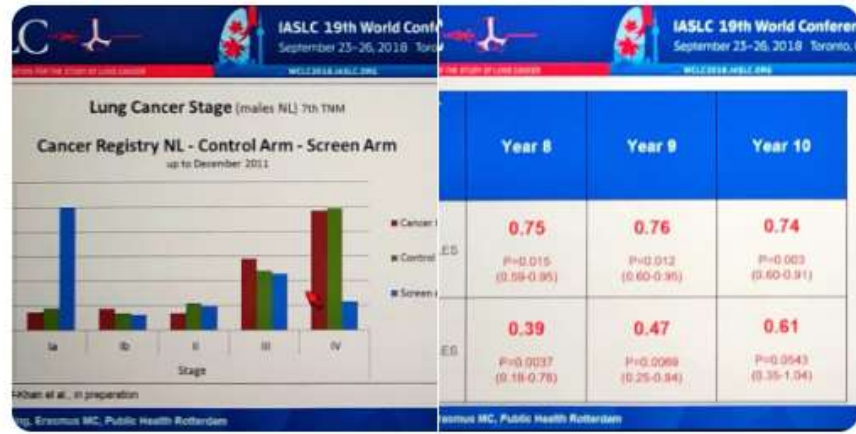 LC
IASLC 19th World Conf
September 23-26, 2018 Toro
WCLC2018.IASLC.ORG
Lung Cancer Stage (males NL) 7th TNM
Cancer Registry NL - Control Arm - Screen Arm
up to December 2011
Cancer
Control
Screen
Ia
Ib
II
III
IV
Stage
-Khan et al., in preparation
Erasmus MC, Public Health Rotterdam
IASLC 19th World Conferen
September 23-26, 2018 Toronto,
WCLC2018.IASLC.ORG
Year 8 Year 9 Year 10
ES
0.75 0.76 0.74
P=0.015 P=0.012 P=0.003
(0.59-0.95) (0.60-0.95) (0.60-0.91)
ES
0.39 0.47 0.61
P=0.0037 P=0.0069 P=0.0543
(0.18-0.78) (0.25-0.84) (0.35-1.04)
rasmus MC, Public Health Rotterdam